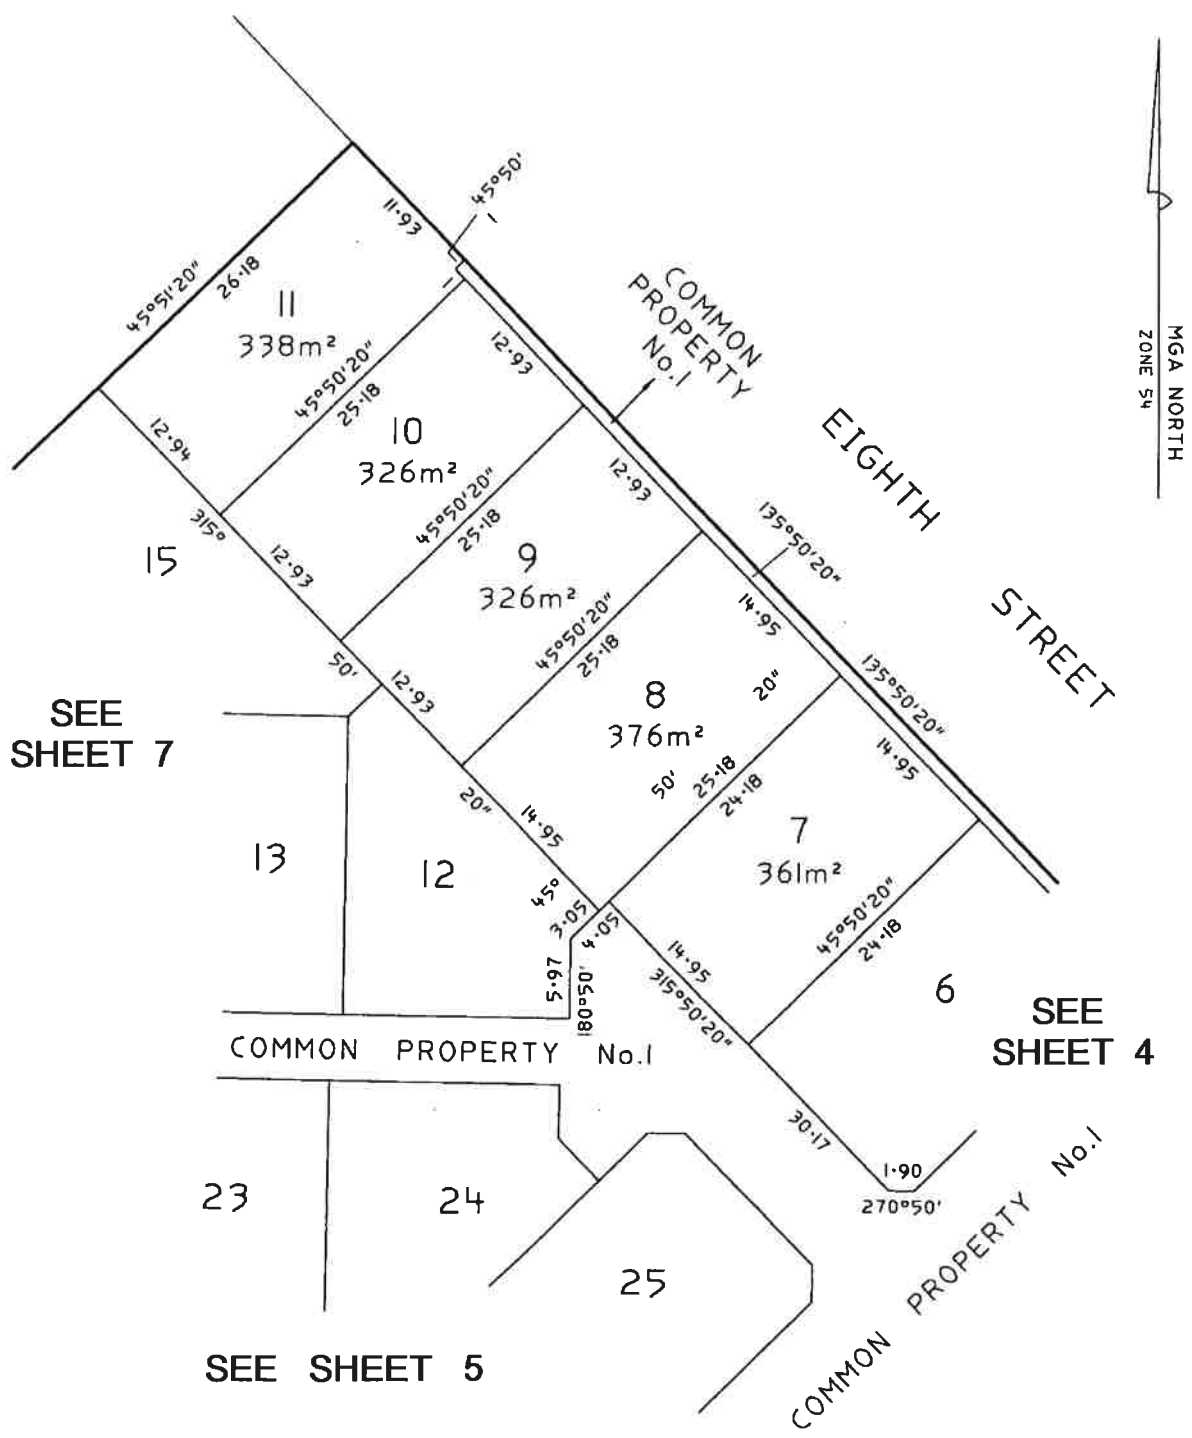 45°50'
1
11·93
1
45°51'20"
26·18
11
338m²
COMMON
PROPERTY
No.1
MGA NORTH
ZONE 54
12·93
45°50'20"
25·18
10
326m²
12·94
EIGHTH
STREET
315°
15
12·93
12·93
45°50'20"
25·18
9
326m²
135°50'20"
14·95
50'
12·93
45°50'20"
25·18
8
376m²
20"
135°50'20"
14·95
SEE
SHEET 7
50'
25·18
24·18
20"
14·95
7
361m²
13
12
45°
3·05
4·05
45°50'20"
24·18
5·97
180°50'
14·95
315°50'20"
6
SEE
SHEET 4
COMMON PROPERTY No.1
30·17
1·90
270°50'
COMMON PROPERTY No.1
23
24
25
SEE SHEET 5